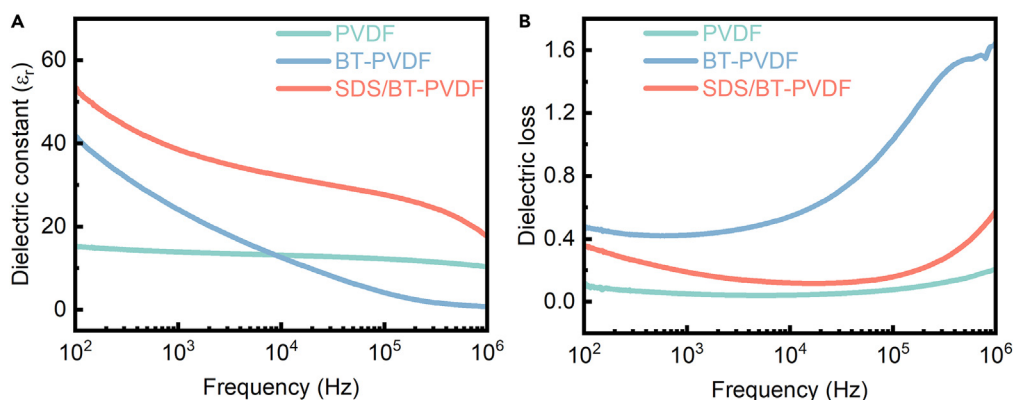 A
Dielectric constant (εr)
60
40
20
0
PVDF
BT-PVDF
SDS/BT-PVDF
10² 10³ 10⁴ 10⁵ 10⁶
Frequency (Hz)
B
Dielectric loss
1.6
1.2
0.8
0.4
0.0
PVDF
BT-PVDF
SDS/BT-PVDF
10² 10³ 10⁴ 10⁵ 10⁶
Frequency (Hz)